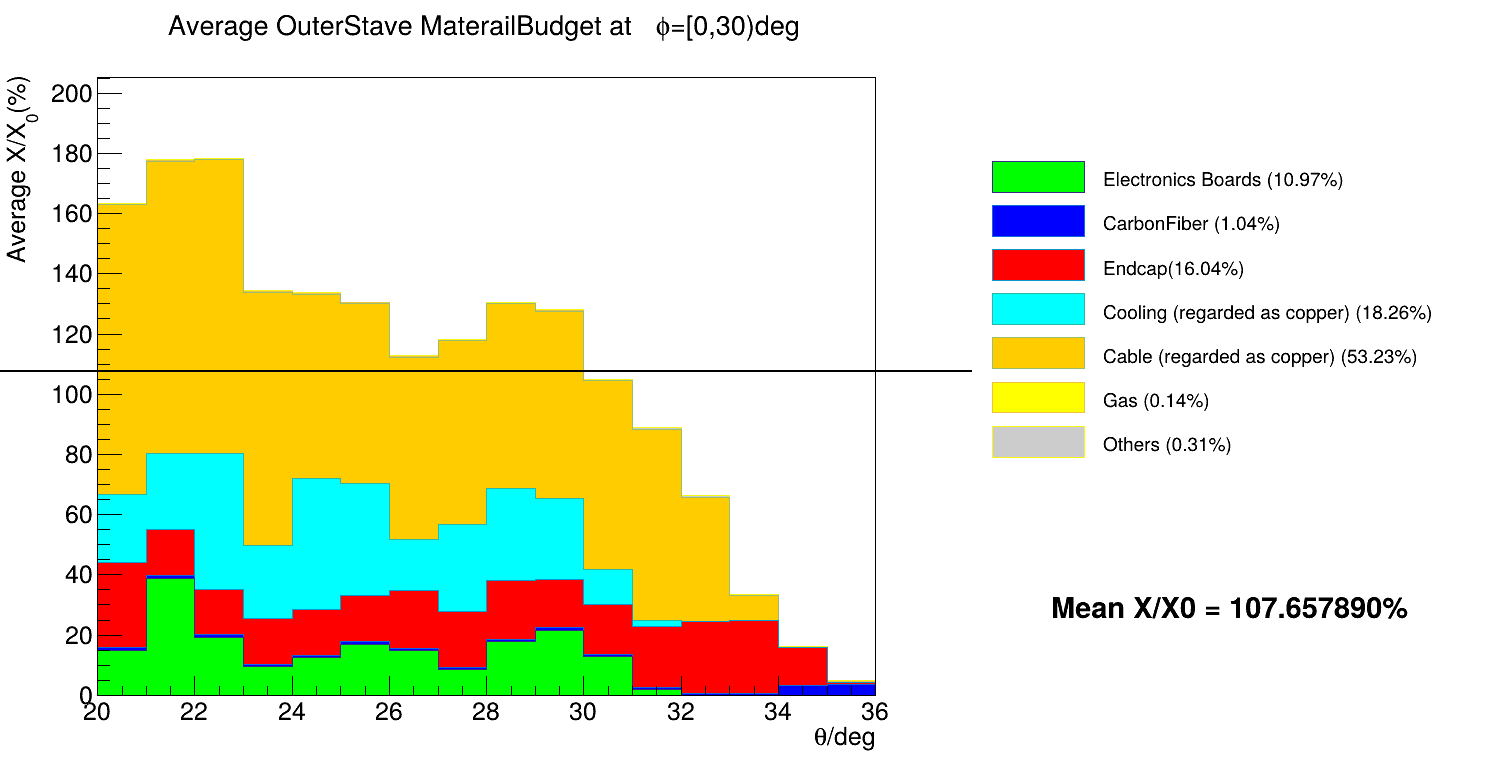 Average OuterStave MaterailBudget at ϕ=[0,30)deg
Average X/X0(%)
200
180
160
140
120
100
80
60
40
20
0
20 22 24 26 28 30 32 34 36
θ/deg
Electronics Boards (10.97%)
CarbonFiber (1.04%)
Endcap(16.04%)
Cooling (regarded as copper) (18.26%)
Cable (regarded as copper) (53.23%)
Gas (0.14%)
Others (0.31%)
Mean X/X0 = 107.657890%